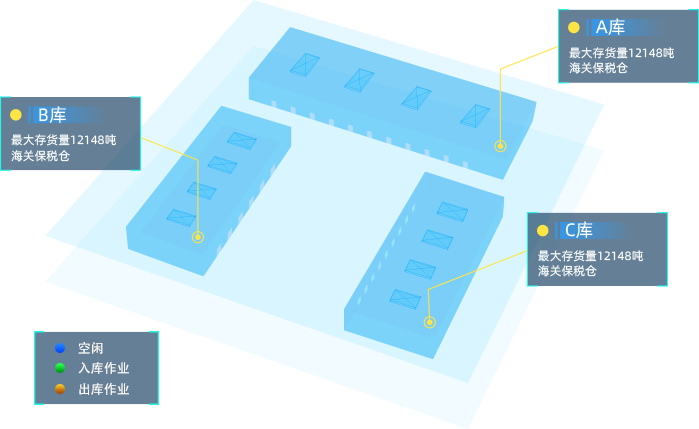 A库
最大存货量12148吨
海关保税仓
B库
最大存货量12148吨
海关保税仓
C库
最大存货量12148吨
海关保税仓
空闲
入库作业
出库作业